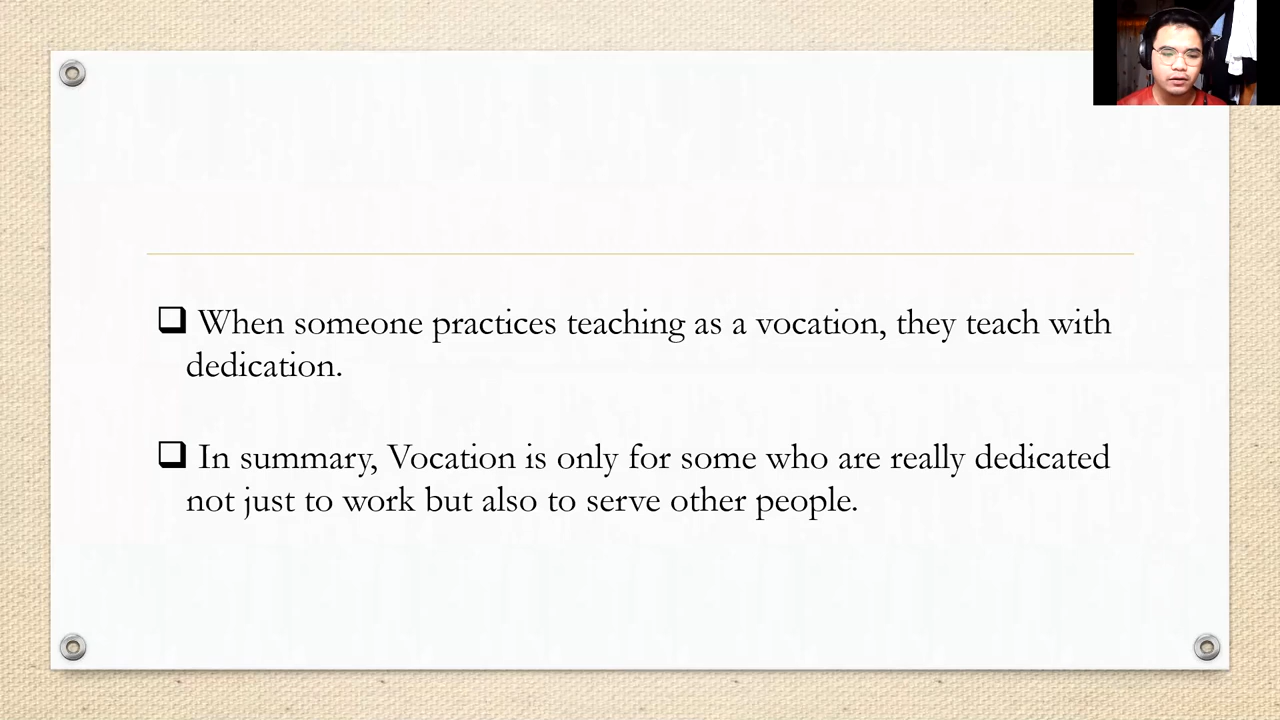 When someone practices teaching as a vocation, they teach with
dedication.
In summary, Vocation is only for some who are really dedicated
not just to work but also to serve other people.